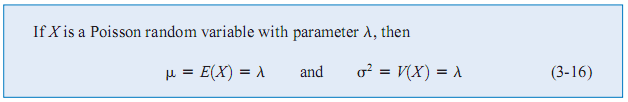 If X is a Poisson random variable with parameter λ, then
μ = E(X) = λ and σ² = V(X) = λ (3-16)